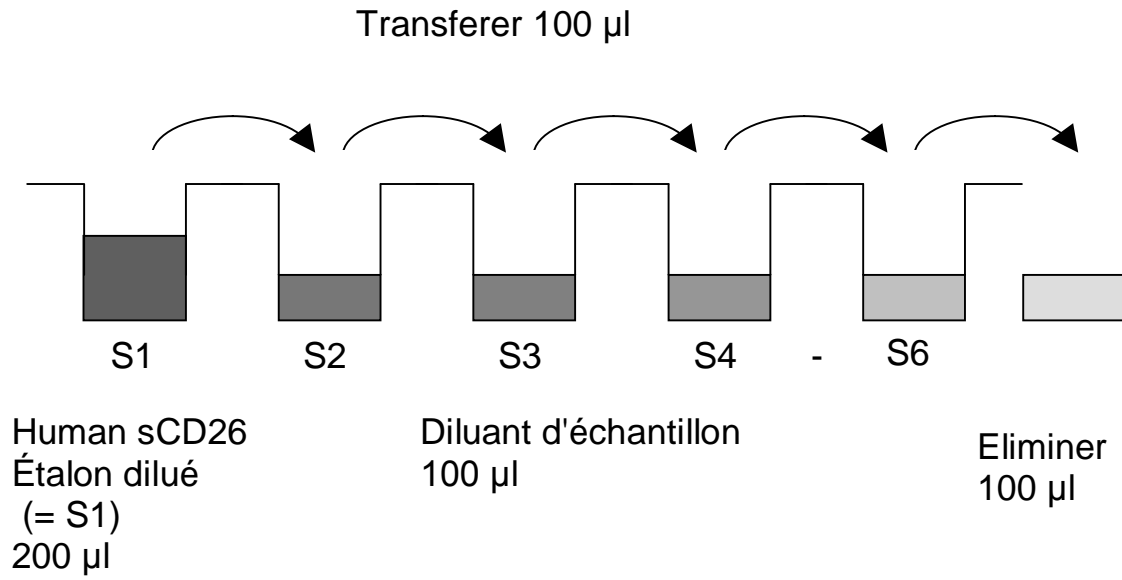 Transferer 100 µl
S1 S2 S3 S4 - S6
Human sCD26
Étalon dilué
(= S1)
200 µl
Diluant d'échantillon
100 µl
Eliminer
100 µl